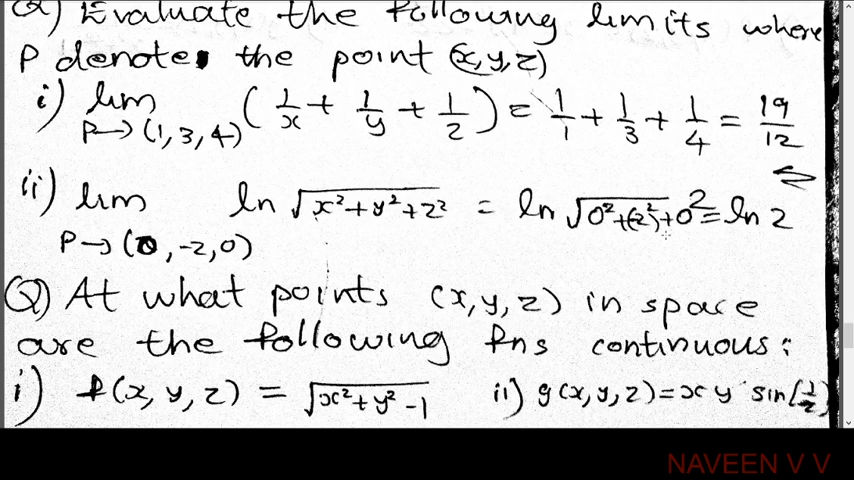 Q) Evaluate the following limits where
P denotes the point (x,y,z)
i) lim P→(1,3,4) (1/x + 1/y + 1/z) = 1/1 + 1/3 + 1/4 = 19/12
ii) lim P→(0,-2,0) ln √(x²+y²+z²) = ln √(0²+(-2)²+0²) = ln 2
Q) At what points (x,y,z) in space
are the following fns continuous:
i) f(x,y,z) = √(x²+y²-1) ii) g(x,y,z)=xy sin(1/z)
NAVEEN V V